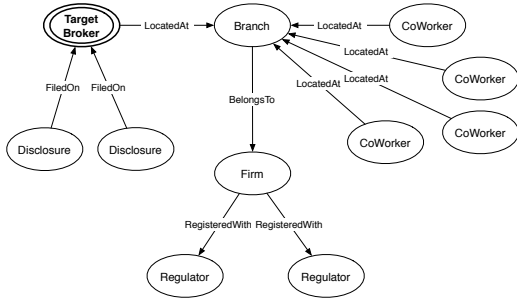 Target
Broker
LocatedAt
Branch
LocatedAt
CoWorker
LocatedAt
FiledOn
FiledOn
LocatedAt
CoWorker
BelongsTo
LocatedAt
CoWorker
Disclosure
Disclosure
CoWorker
Firm
RegisteredWith
RegisteredWith
Regulator
Regulator